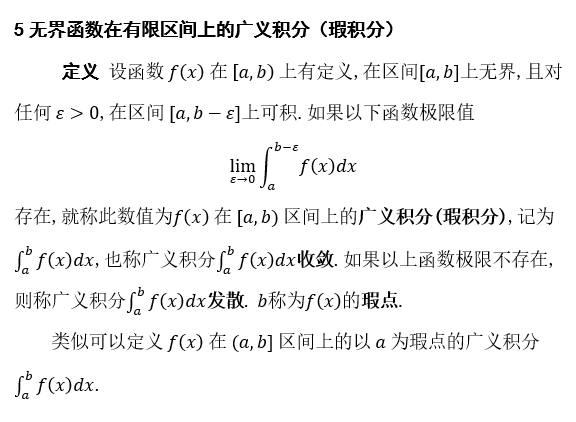 5 无界函数在有限区间上的广义积分（瑕积分）
定义 设函数 f(x) 在 [a, b) 上有定义, 在区间[a, b]上无界, 且对
任何 ε > 0, 在区间 [a, b − ε]上可积. 如果以下函数极限值
lim_{ε→0} ∫_a^{b−ε} f(x)dx
存在, 就称此数值为f(x) 在 [a, b) 区间上的广义积分(瑕积分), 记为
∫_a^b f(x)dx, 也称广义积分∫_a^b f(x)dx收敛. 如果以上函数极限不存在,
则称广义积分∫_a^b f(x)dx发散. b称为f(x)的瑕点.
类似可以定义 f(x) 在 (a, b] 区间上的以 a 为瑕点的广义积分
∫_a^b f(x)dx.